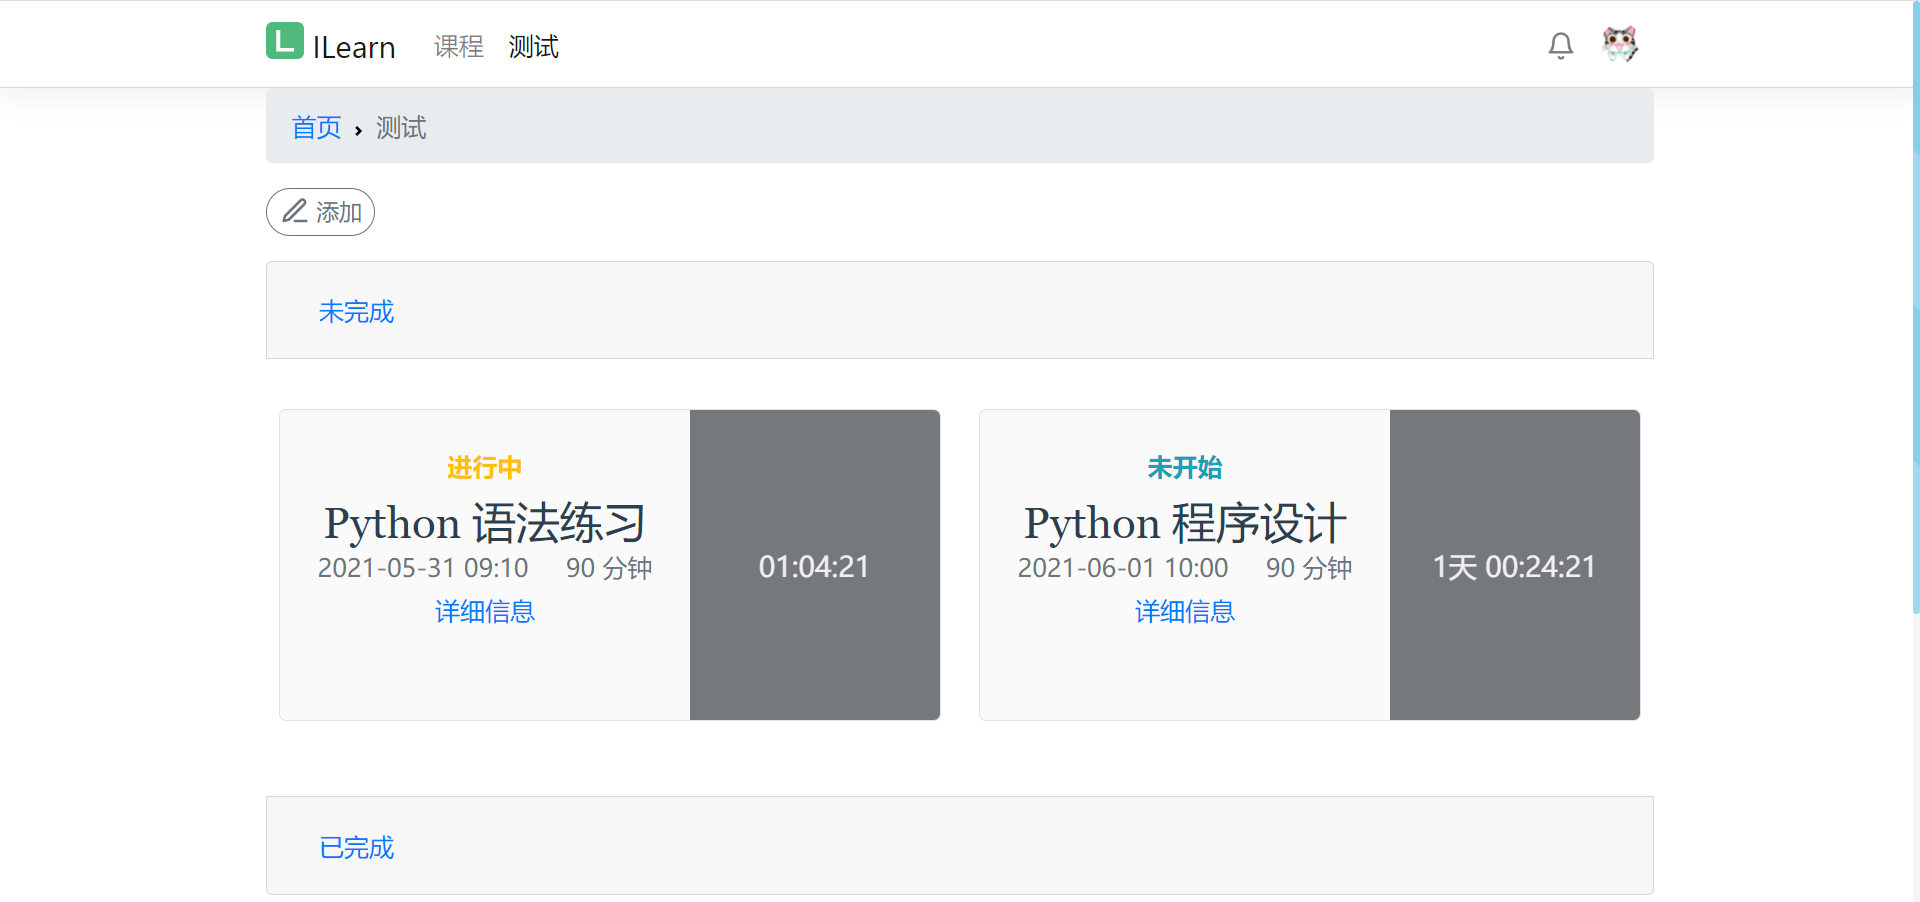 L ILearn 课程 测试
首页 › 测试
添加
未完成
进行中
Python 语法练习
2021-05-31 09:10 90 分钟
详细信息
01:04:21
未开始
Python 程序设计
2021-06-01 10:00 90 分钟
详细信息
1天 00:24:21
已完成